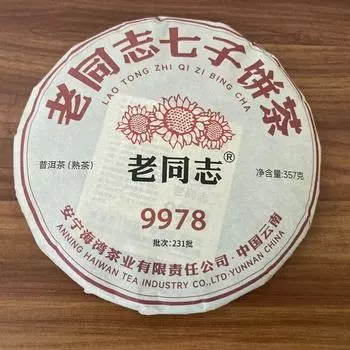 老同志七子饼茶
LAO TONG ZHI QI ZI BING CHA
普洱茶(熟茶)
老同志®
净含量:357克
9978
批次:231批
安宁海湾茶业有限责任公司·中国云南
ANNING HAIWAN TEA INDUSTRY CO.,LTD·YUNNAN CHINA